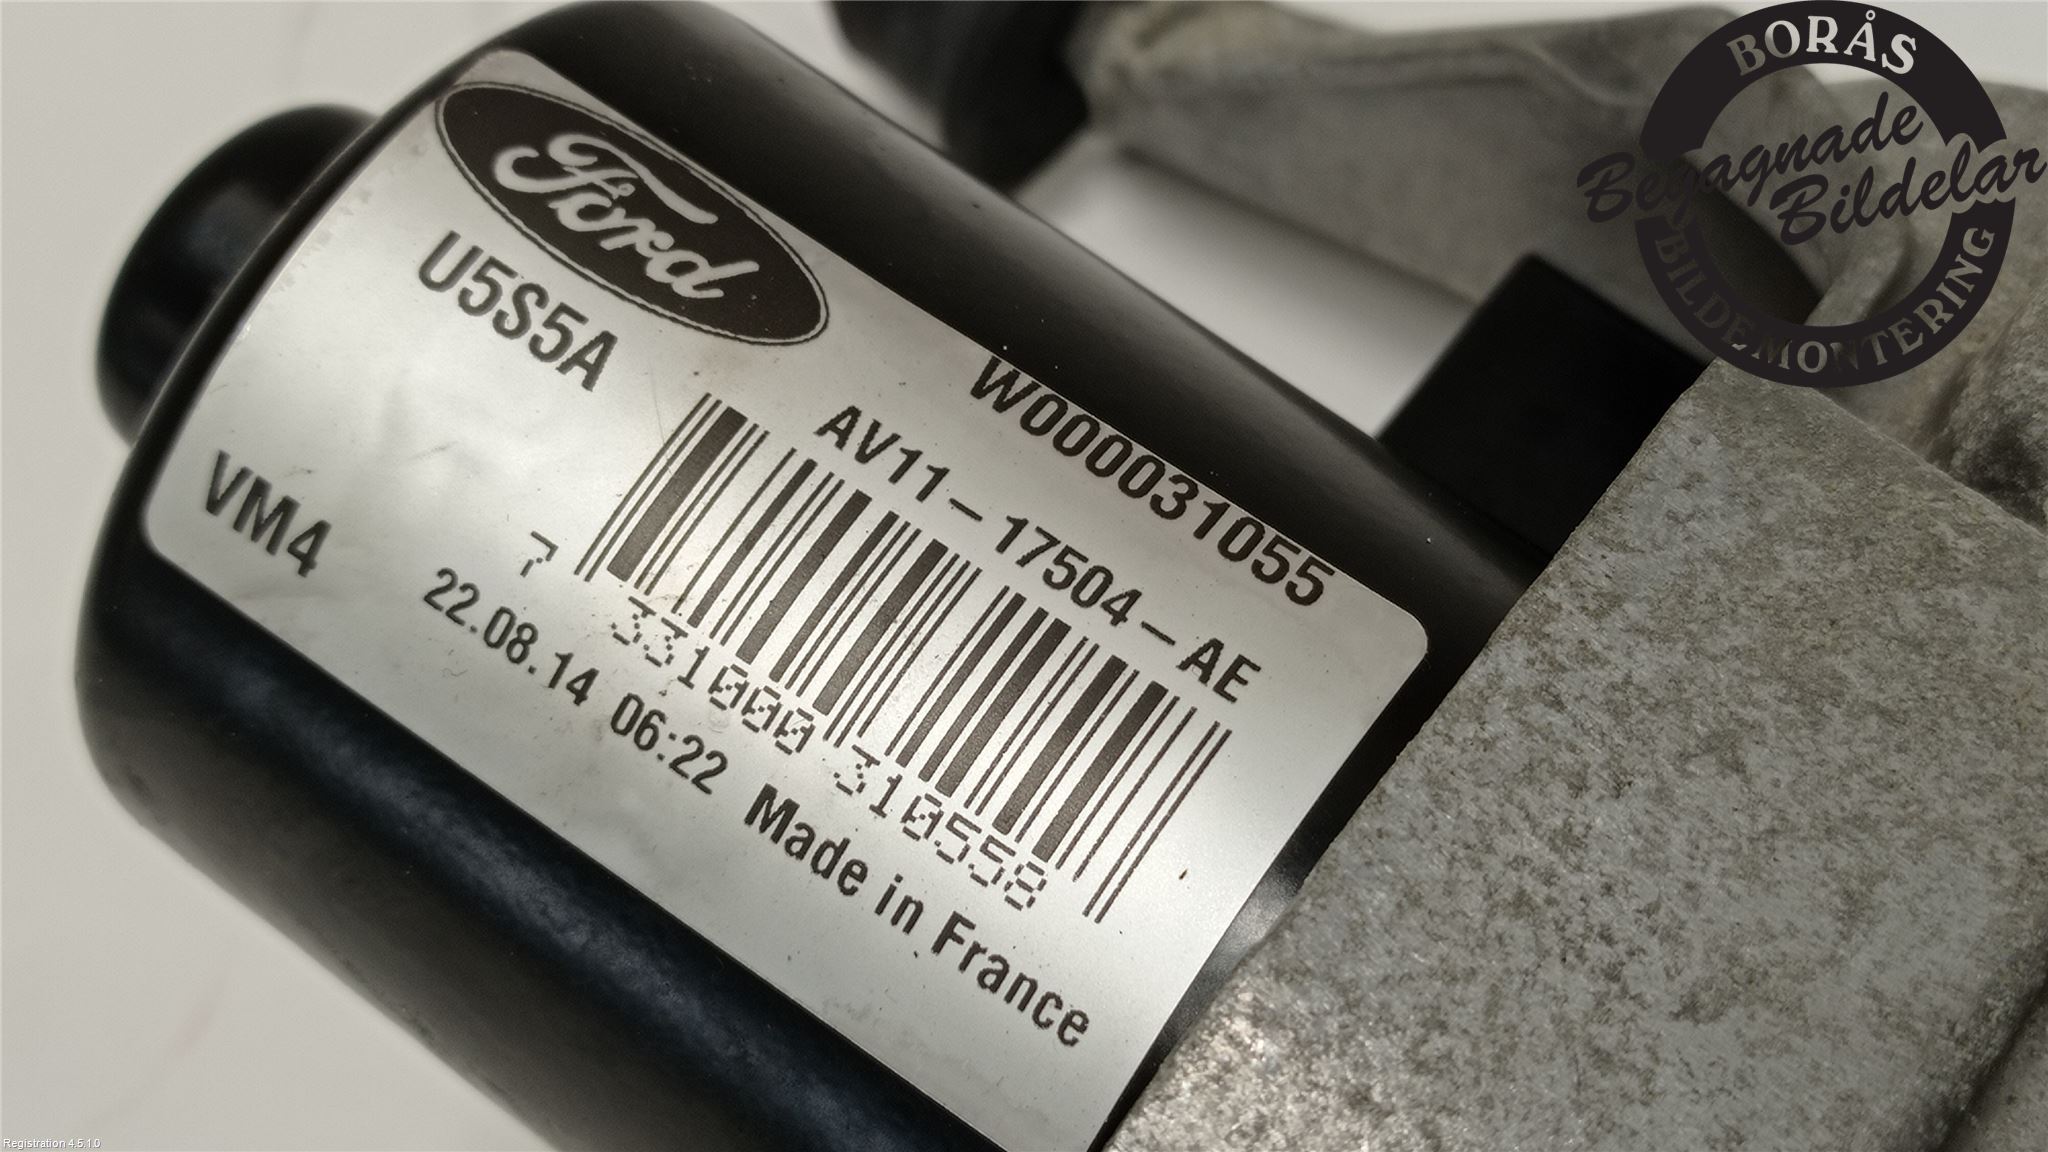 Ford
U5S5A
W000031055
AV11-17504-AE
VM4
7 331000 310558
22.08.14 06:22 Made in France
BORÅS
Begagnade
Bildelar
BILDEMONTERING
Registration 4.5.1.0